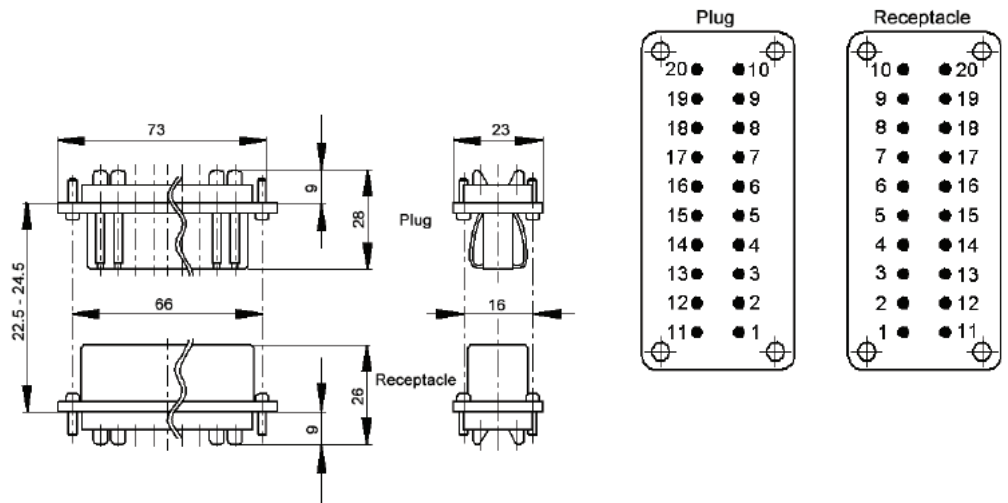 Plug Receptacle
20 10 10 20
19 9 9 19
18 8 8 18
17 7 7 17
16 6 6 16
15 5 5 15
14 4 4 14
13 3 3 13
12 2 2 12
11 1 1 11
73
23
9
28
Plug
22.5 - 24.5
66
16
Receptacle
26
9